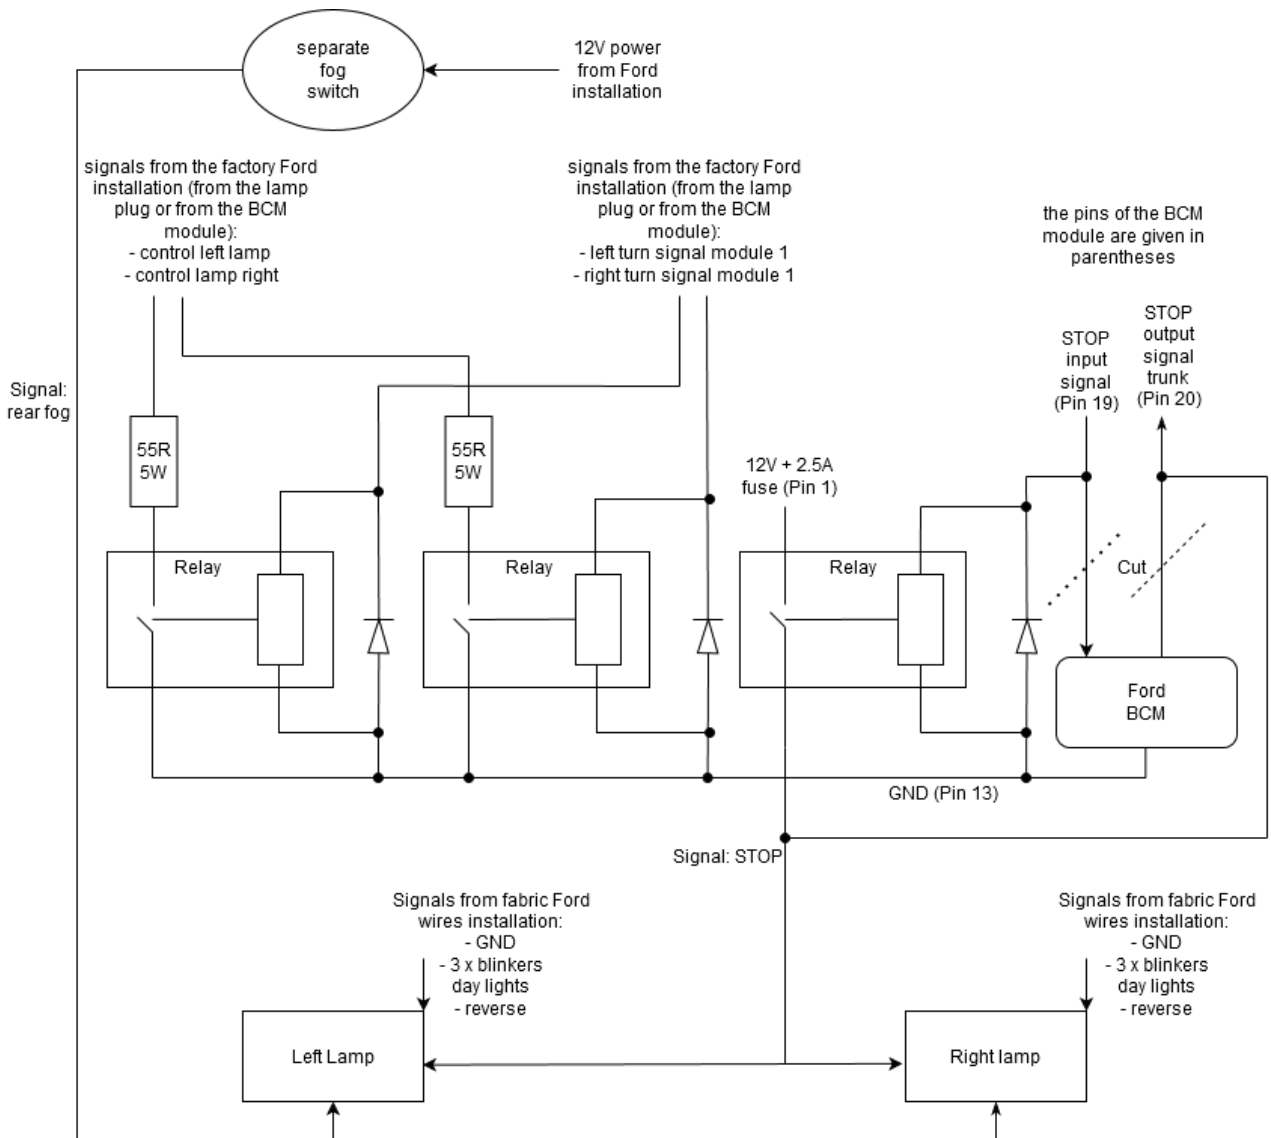 separate
fog
switch
12V power
from Ford
installation
signals from the factory Ford
installation (from the lamp
plug or from the BCM
module):
- control left lamp
- control lamp right
signals from the factory Ford
installation (from the lamp
plug or from the BCM
module):
- left turn signal module 1
- right turn signal module 1
the pins of the BCM
module are given in
parentheses
STOP
input
signal
(Pin 19)
STOP
output
signal
trunk
(Pin 20)
Signal:
rear fog
55R
5W
55R
5W
12V + 2.5A
fuse (Pin 1)
Relay
Relay
Relay
Cut
Ford
BCM
GND (Pin 13)
Signal: STOP
Signals from fabric Ford
wires installation:
- GND
- 3 x blinkers
day lights
- reverse
Signals from fabric Ford
wires installation:
- GND
- 3 x blinkers
day lights
- reverse
Left Lamp
Right lamp